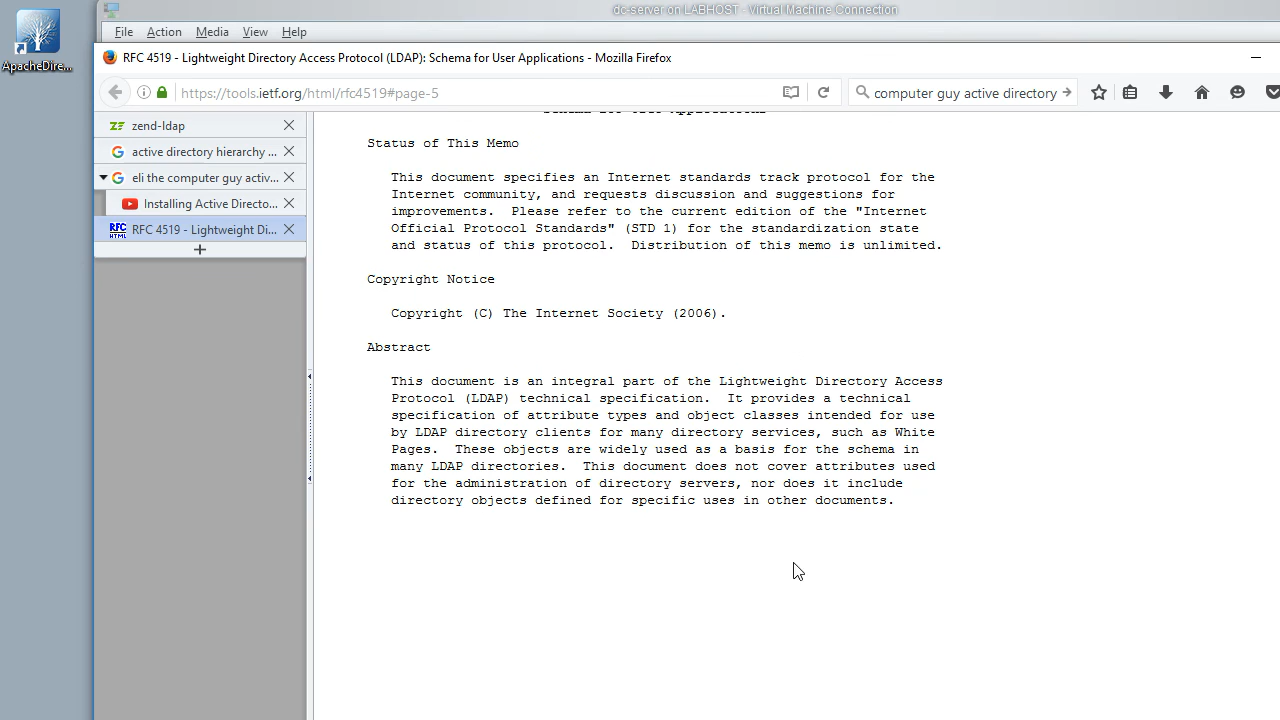 dc-server on LABHOST - Virtual Machine Connection
ApacheDire...
File Action Media View Help
RFC 4519 - Lightweight Directory Access Protocol (LDAP): Schema for User Applications - Mozilla Firefox
https://tools.ietf.org/html/rfc4519#page-5
computer guy active directory
zend-ldap
active directory hierarchy ...
eli the computer guy activ...
Installing Active Directo...
RFC 4519 - Lightweight Di...
Status of This Memo
This document specifies an Internet standards track protocol for the
Internet community, and requests discussion and suggestions for
improvements. Please refer to the current edition of the "Internet
Official Protocol Standards" (STD 1) for the standardization state
and status of this protocol. Distribution of this memo is unlimited.
Copyright Notice
Copyright (C) The Internet Society (2006).
Abstract
This document is an integral part of the Lightweight Directory Access
Protocol (LDAP) technical specification. It provides a technical
specification of attribute types and object classes intended for use
by LDAP directory clients for many directory services, such as White
Pages. These objects are widely used as a basis for the schema in
many LDAP directories. This document does not cover attributes used
for the administration of directory servers, nor does it include
directory objects defined for specific uses in other documents.